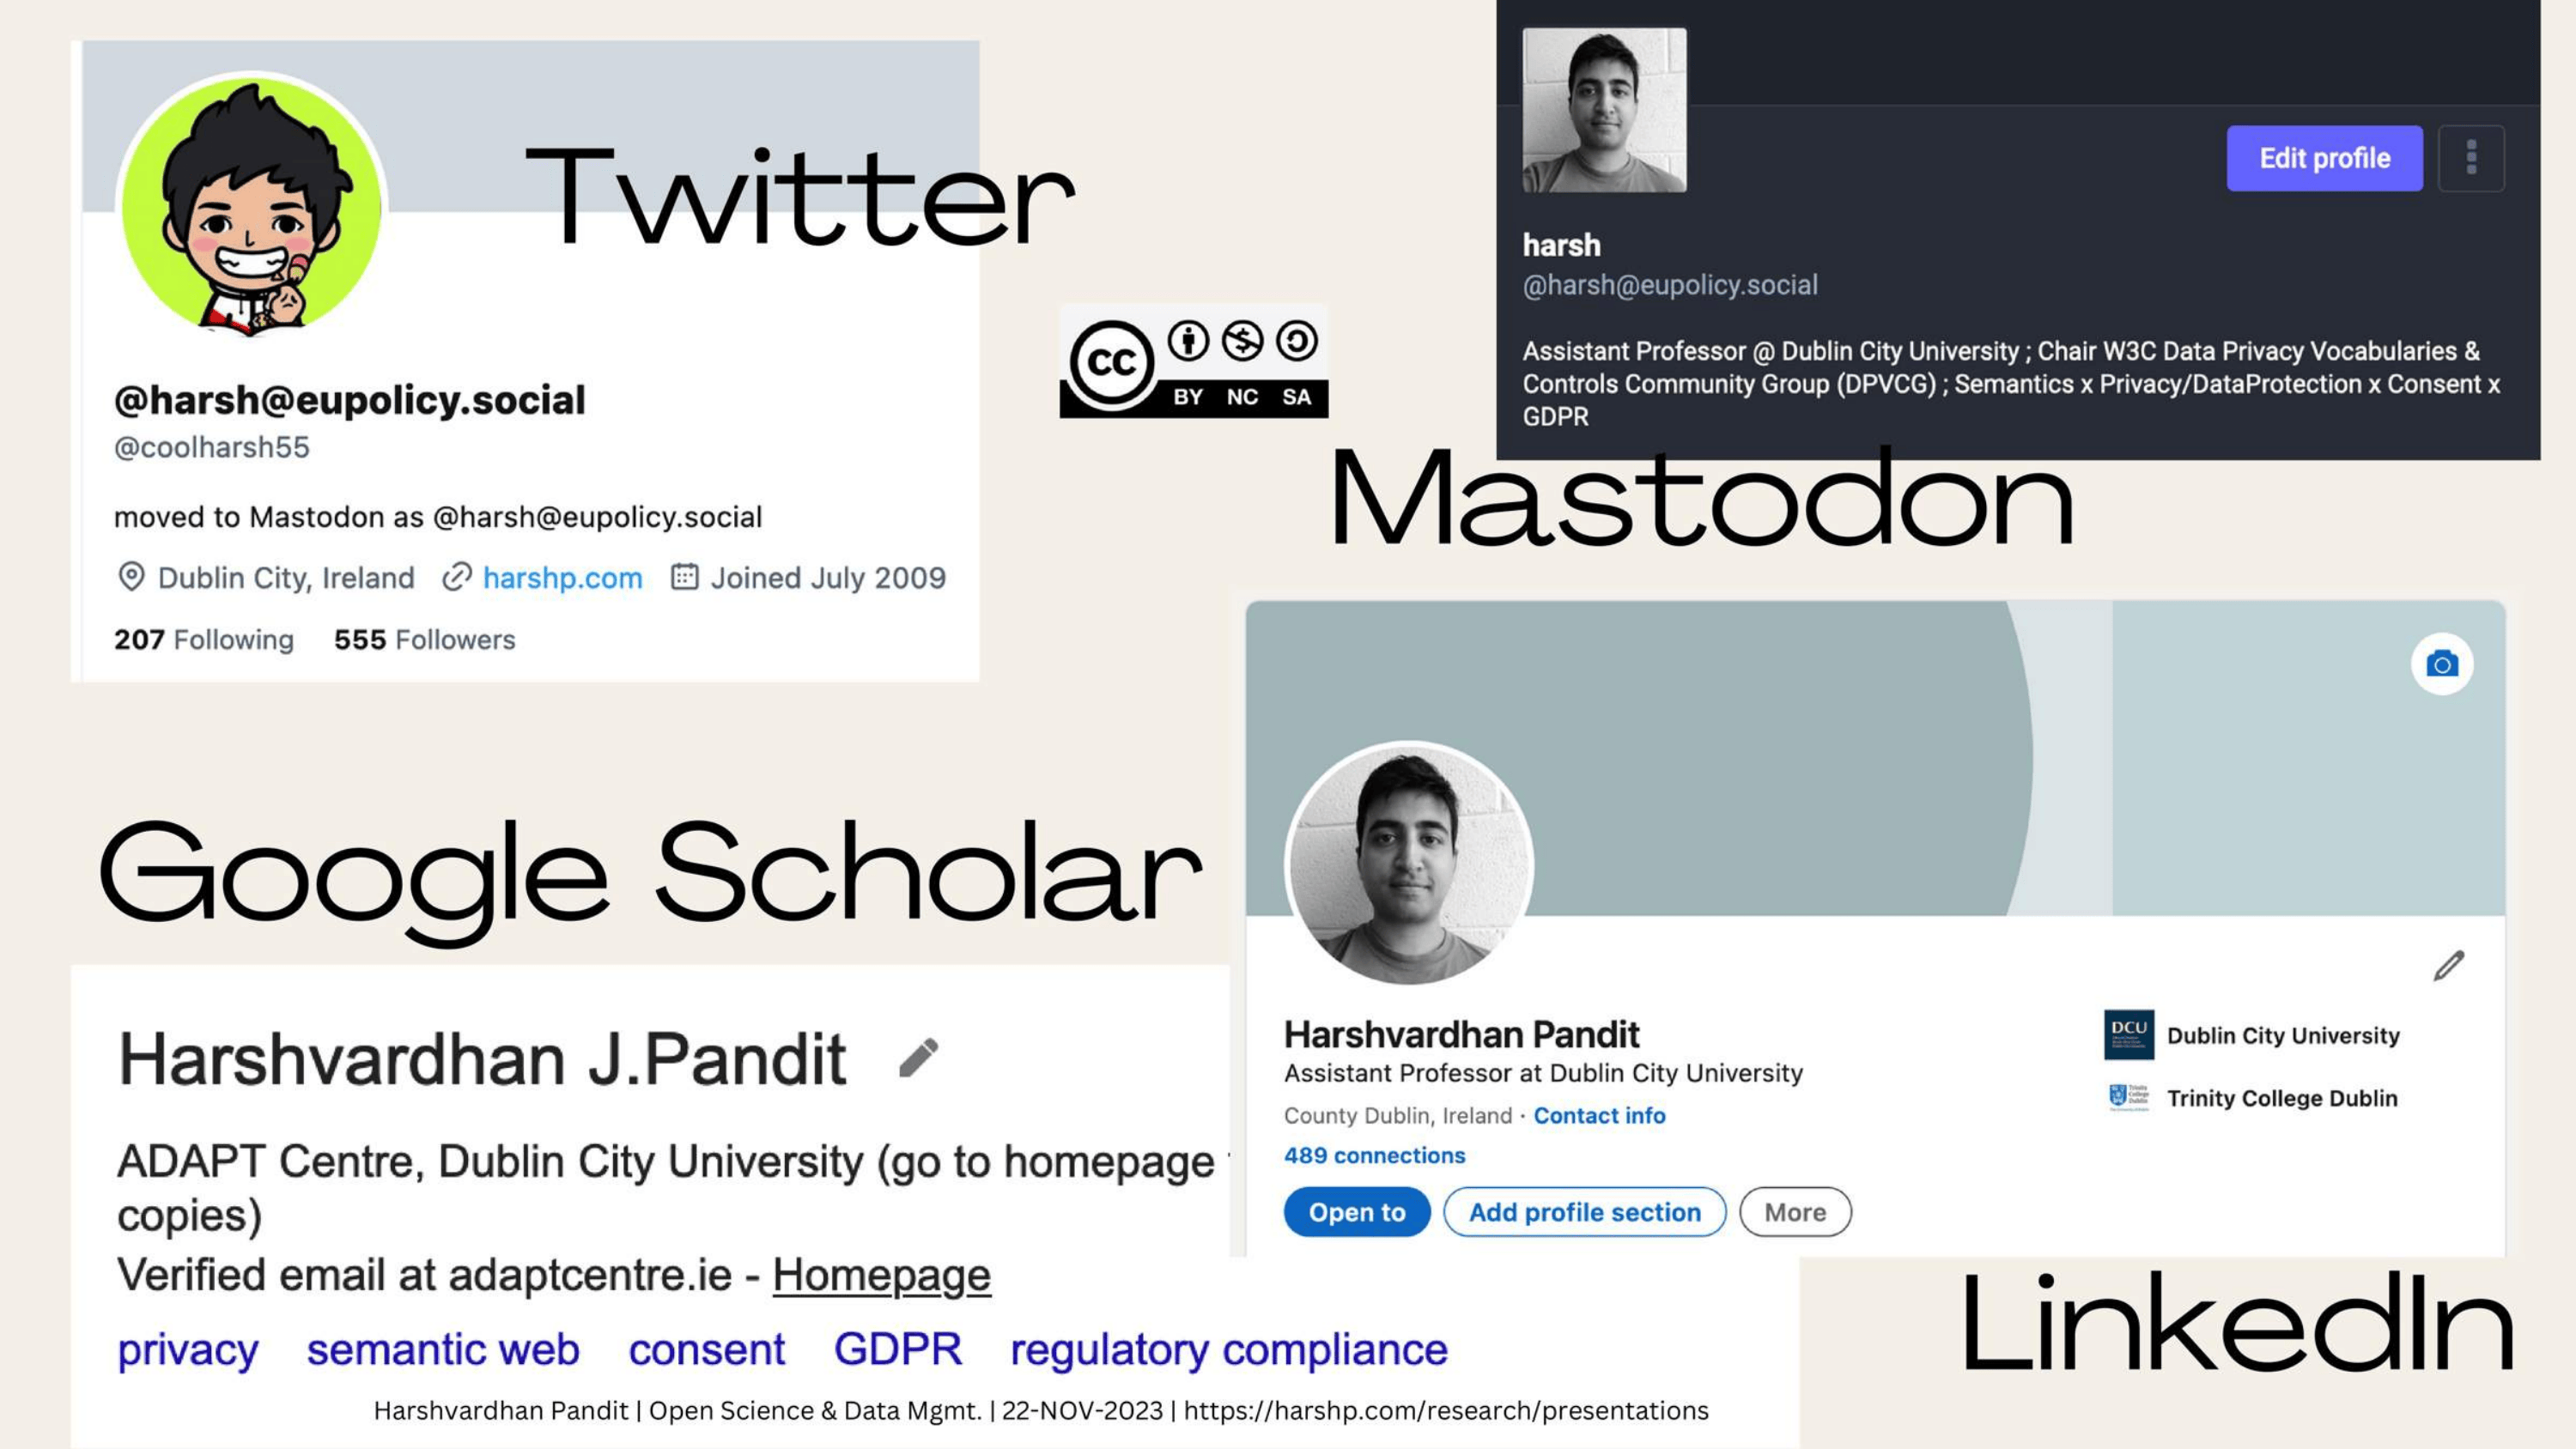 Twitter
@harsh@eupolicy.social
@coolharsh55
moved to Mastodon as @harsh@eupolicy.social
Dublin City, Ireland harshp.com Joined July 2009
207 Following 555 Followers
CC BY NC SA
Edit profile
harsh
@harsh@eupolicy.social
Assistant Professor @ Dublin City University ; Chair W3C Data Privacy Vocabularies &
Controls Community Group (DPVCG) ; Semantics x Privacy/DataProtection x Consent x
GDPR
Mastodon
Google Scholar
Harshvardhan J.Pandit
ADAPT Centre, Dublin City University (go to homepage
copies)
Verified email at adaptcentre.ie - Homepage
privacy semantic web consent GDPR regulatory compliance
Harshvardhan Pandit
Assistant Professor at Dublin City University
County Dublin, Ireland · Contact info
489 connections
Open to Add profile section More
DCU Dublin City University
Trinity College Dublin Trinity College Dublin
LinkedIn
Harshvardhan Pandit | Open Science & Data Mgmt. | 22-NOV-2023 | https://harshp.com/research/presentations